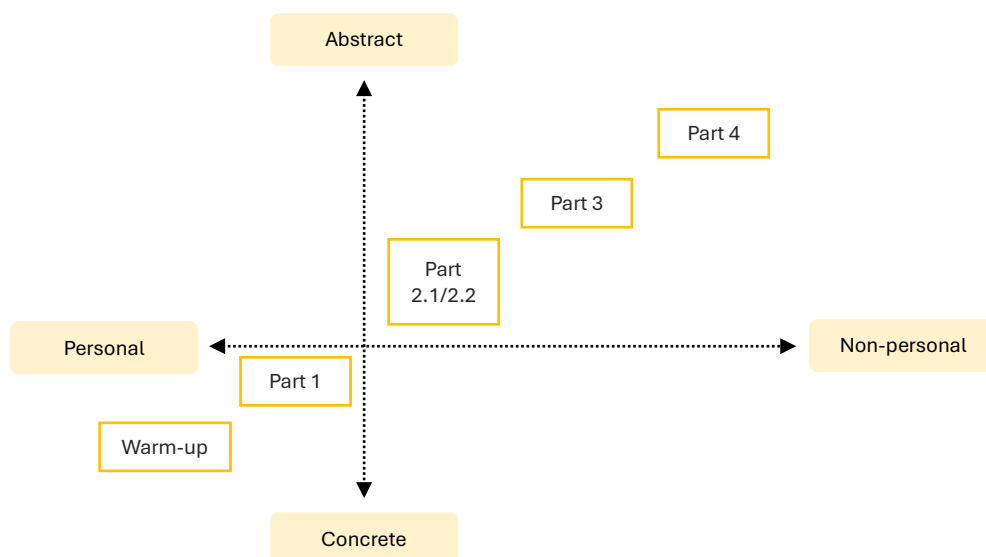 Abstract
Part 4
Part 3
Part
2.1/2.2
Personal
Non-personal
Part 1
Warm-up
Concrete